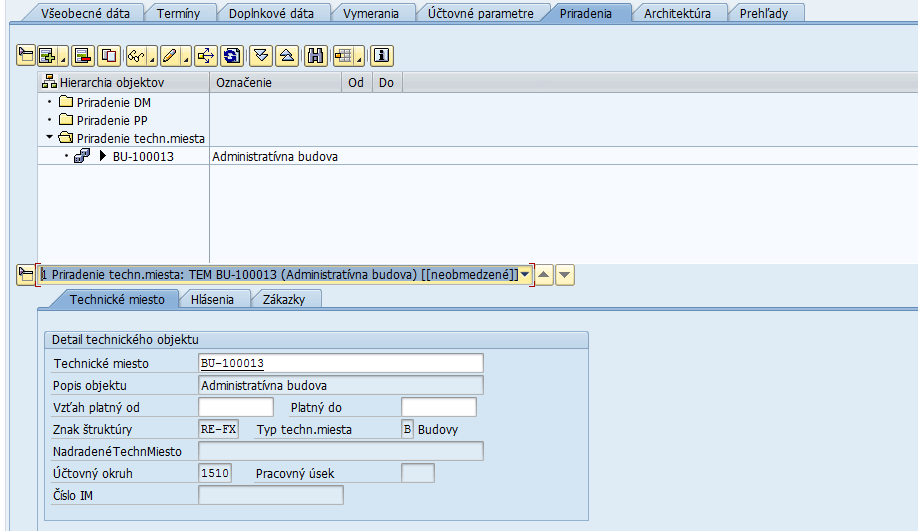 Všeobecné dáta Termíny Doplnkové dáta Vymerania Účtovné parametre Priradenia Architektúra Prehľady
Hierarchia objektov Označenie Od Do
Priradenie DM
Priradenie PP
Priradenie techn.miesta
BU-100013 Administratívna budova
1 Priradenie techn.miesta: TEM BU-100013 (Administratívna budova) [[neobmedzené]]
Technické miesto Hlásenia Zákazky
Detail technického objektu
Technické miesto BU-100013
Popis objektu Administratívna budova
Vzťah platný od Platný do
Znak štruktúry RE-FX Typ techn.miesta B Budovy
NadradenéTechnMiesto
Účtovný okruh 1510 Pracovný úsek
Číslo IM